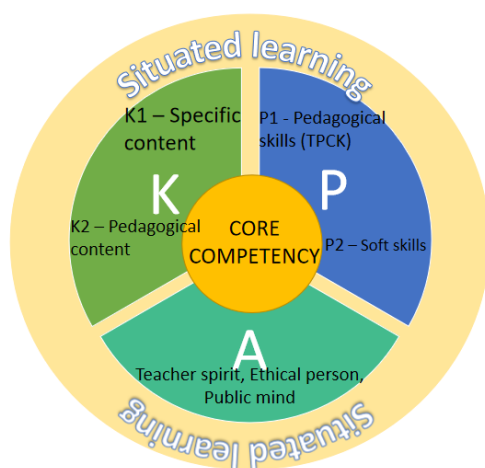 Situated learning
K1 – Specific
content
K
K2 – Pedagogical
content
P1 - Pedagogical
skills (TPCK)
P
P2 – Soft skills
CORE
COMPETENCY
A
Teacher spirit, Ethical person,
Public mind
Situated learning